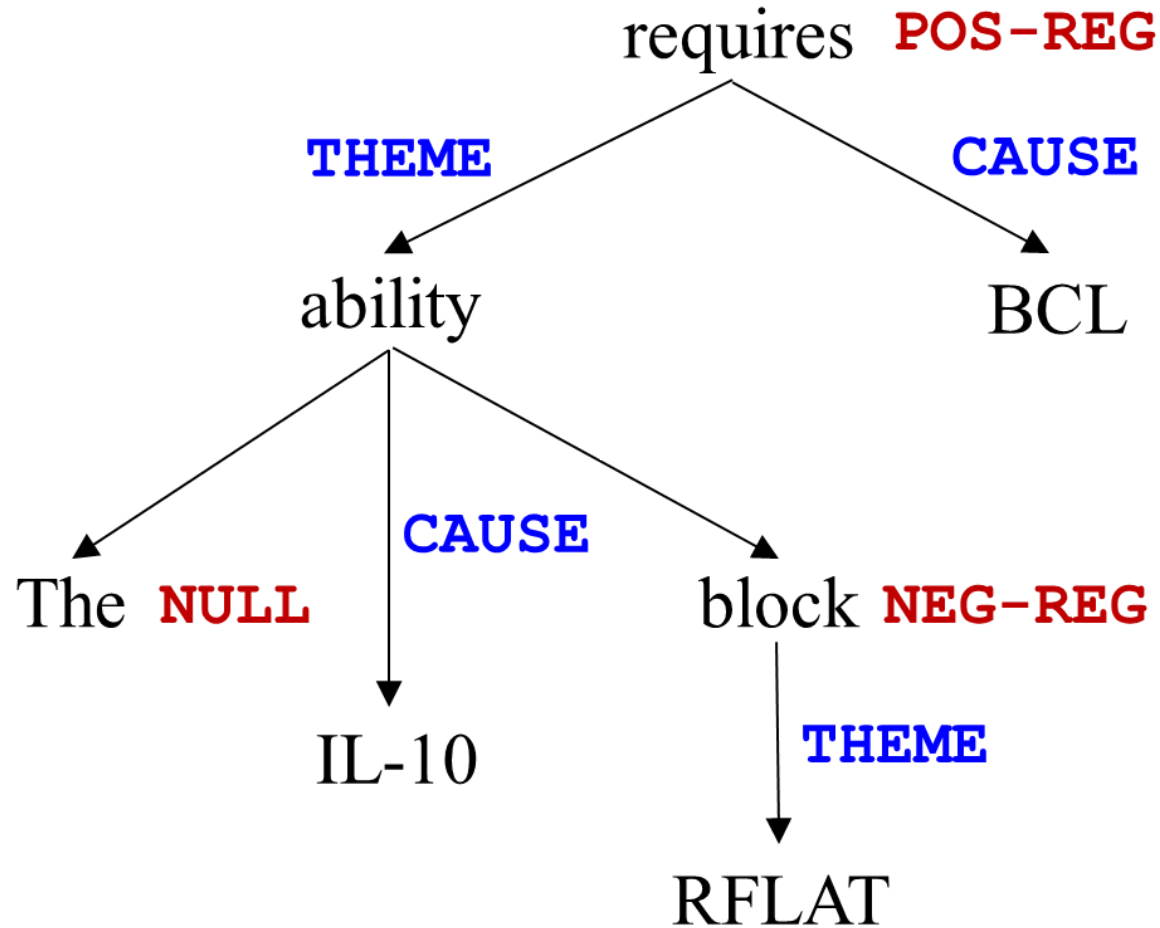 requires POS-REG
THEME
CAUSE
ability
BCL
CAUSE
The NULL
block NEG-REG
IL-10
THEME
RFLAT